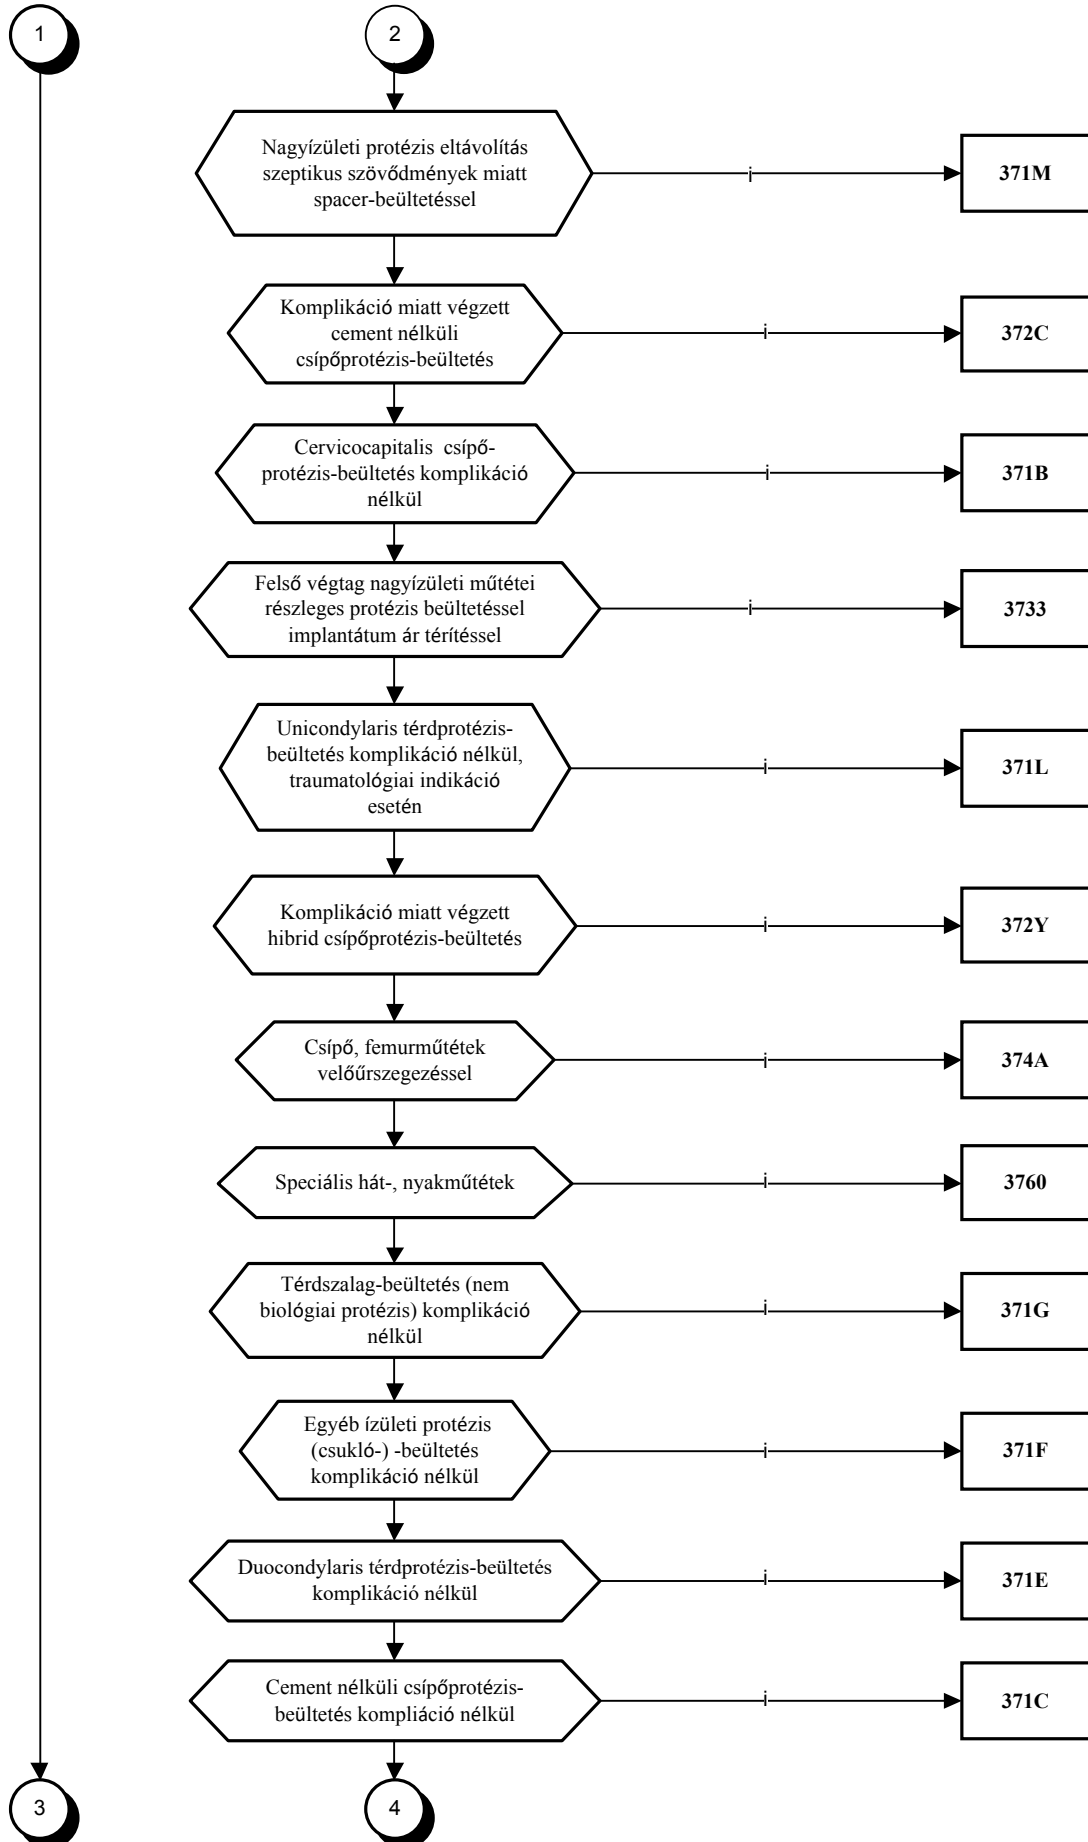 1
2
Nagyízületi protézis eltávolítás
szeptikus szövődmények miatt
spacer-beültetéssel
i
371M
Komplikáció miatt végzett
cement nélküli
csípőprotézis-beültetés
i
372C
Cervicocapitalis csípő-
protézis-beültetés komplikáció
nélkül
i
371B
Felső végtag nagyízületi műtétei
részleges protézis beültetéssel
implantátum ár térítéssel
i
3733
Unicondylaris térdprotézis-
beültetés komplikáció nélkül,
traumatológiai indikáció
esetén
i
371L
Komplikáció miatt végzett
hibrid csípőprotézis-beültetés
i
372Y
Csípő, femurműtétek
velőűrszegezéssel
i
374A
Speciális hát-, nyakműtétek
i
3760
Térdszalag-beültetés (nem
biológiai protézis) komplikáció
nélkül
i
371G
Egyéb ízületi protézis
(csukló-) -beültetés
komplikáció nélkül
i
371F
Duocondylaris térdprotézis-beültetés
komplikáció nélkül
i
371E
Cement nélküli csípőprotézis-
beültetés kompliáció nélkül
i
371C
3
4